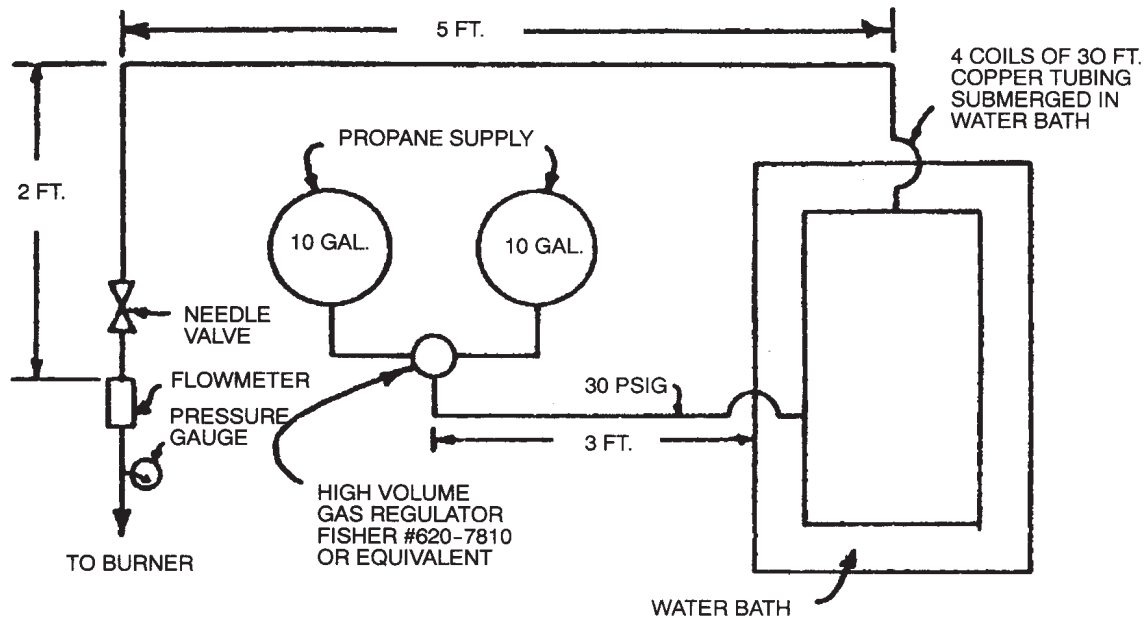 5 FT.
4 COILS OF 30 FT.
COPPER TUBING
SUBMERGED IN
WATER BATH
PROPANE SUPPLY
2 FT.
10 GAL.
10 GAL.
NEEDLE
VALVE
FLOWMETER
30 PSIG
PRESSURE
GAUGE
3 FT.
HIGH VOLUME
GAS REGULATOR
FISHER #620-7810
OR EQUIVALENT
TO BURNER
WATER BATH